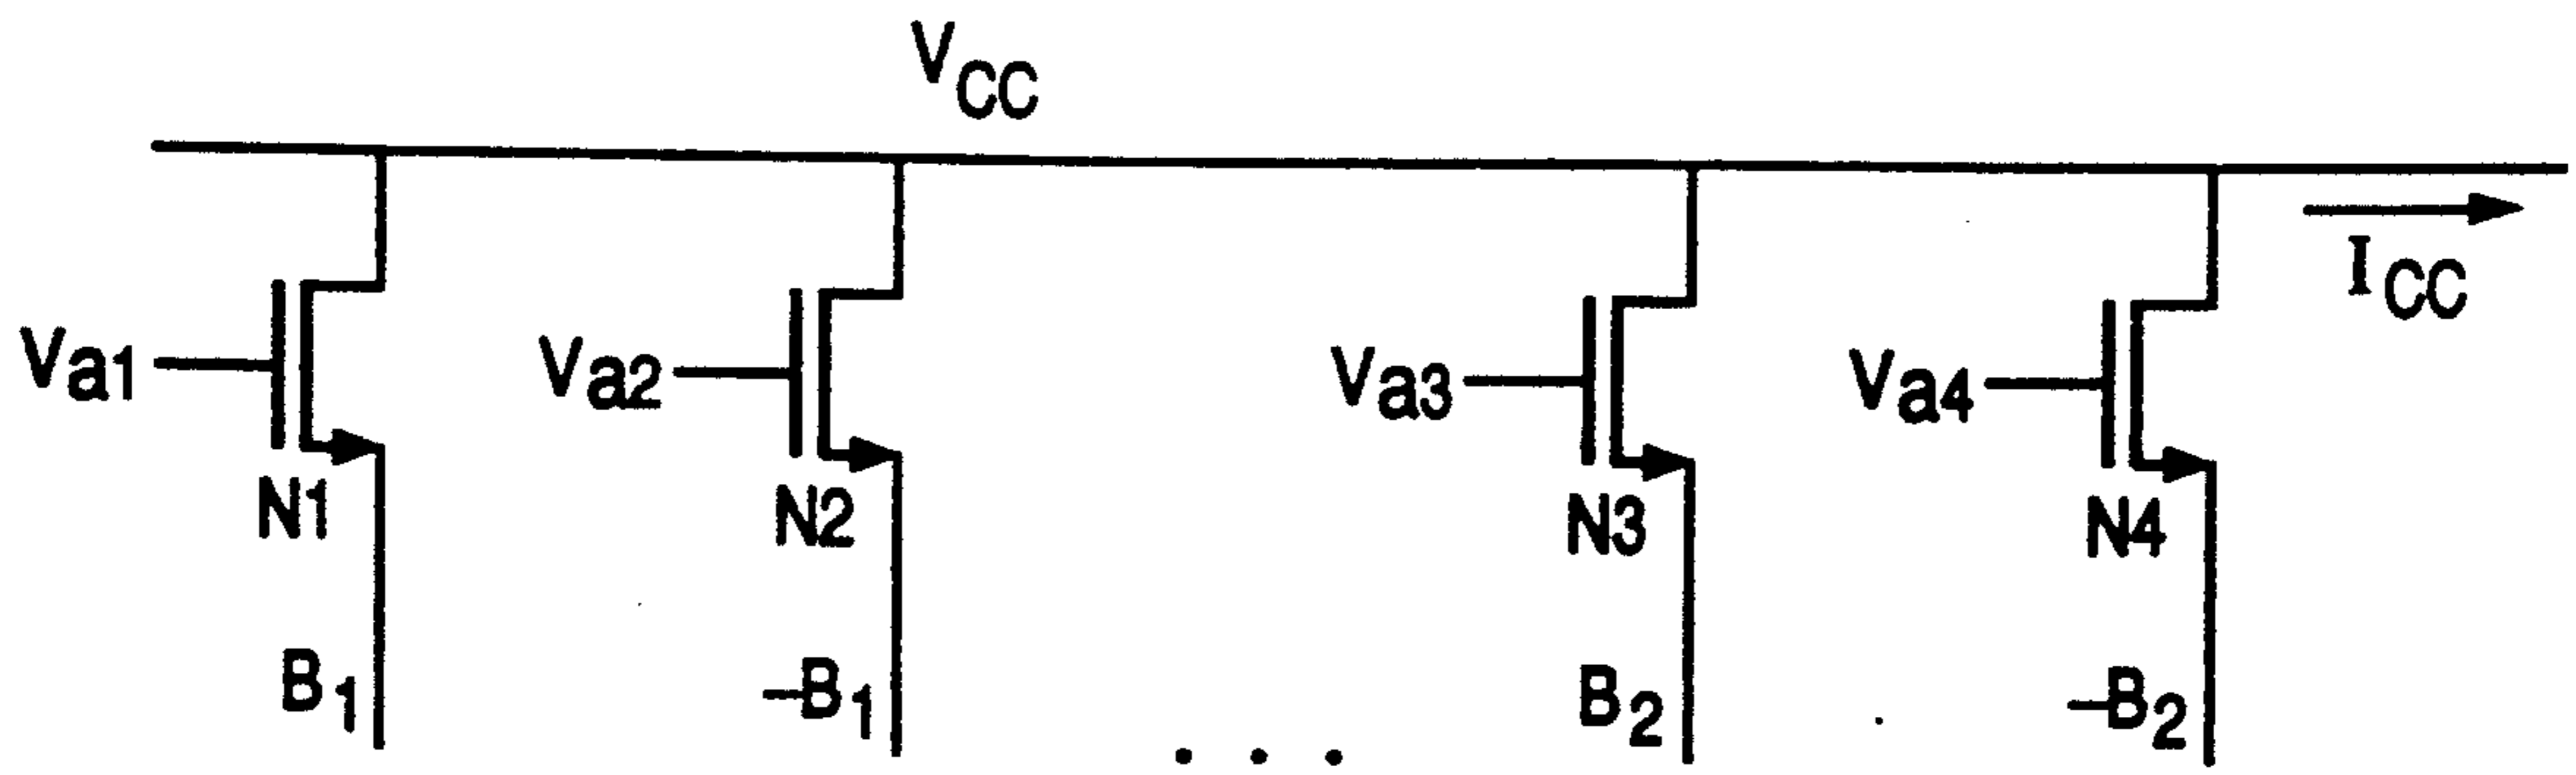 VCC
ICC
Va1
Va2
Va3
Va4
N1
N2
N3
N4
B1
–B1
B2
–B2
. . .